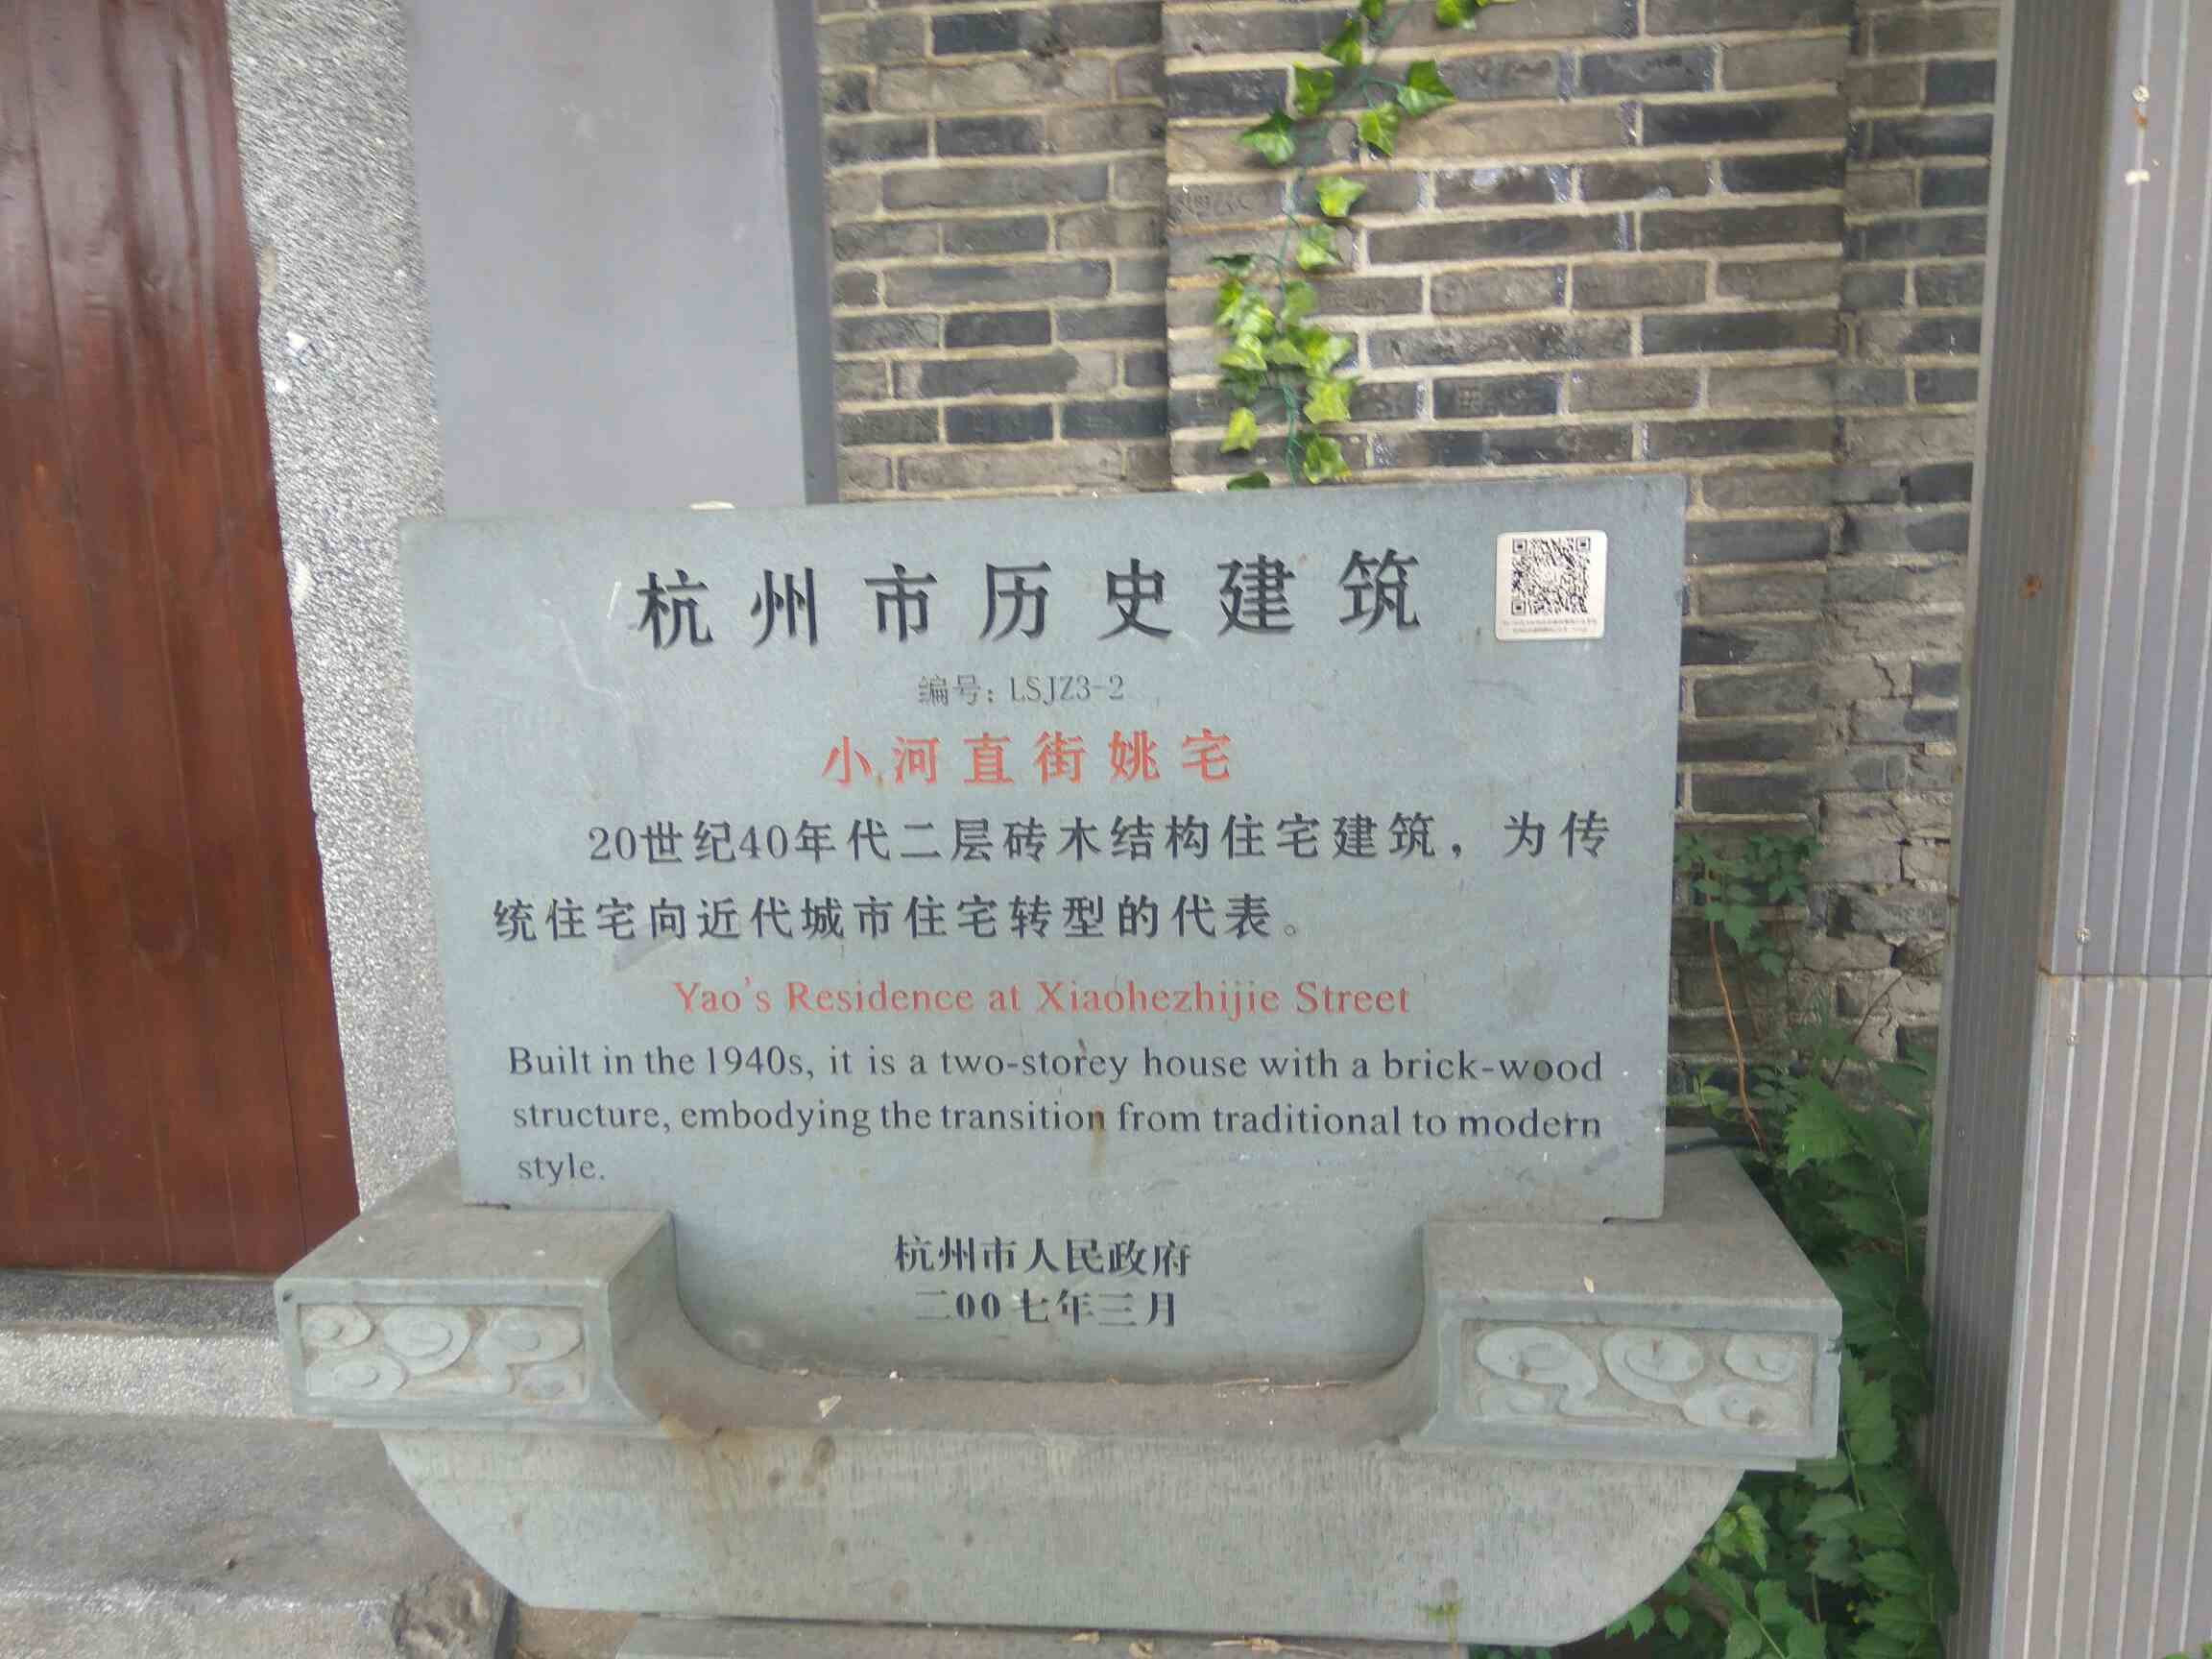 杭州市历史建筑
编号：LSJZ3-2
小河直街姚宅
20世纪40年代二层砖木结构住宅建筑，为传
统住宅向近代城市住宅转型的代表。
Yao's Residence at Xiaohezhijie Street
Built in the 1940s, it is a two-storey house with a brick-wood
structure, embodying the transition from traditional to modern
style.
杭州市人民政府
二00七年三月